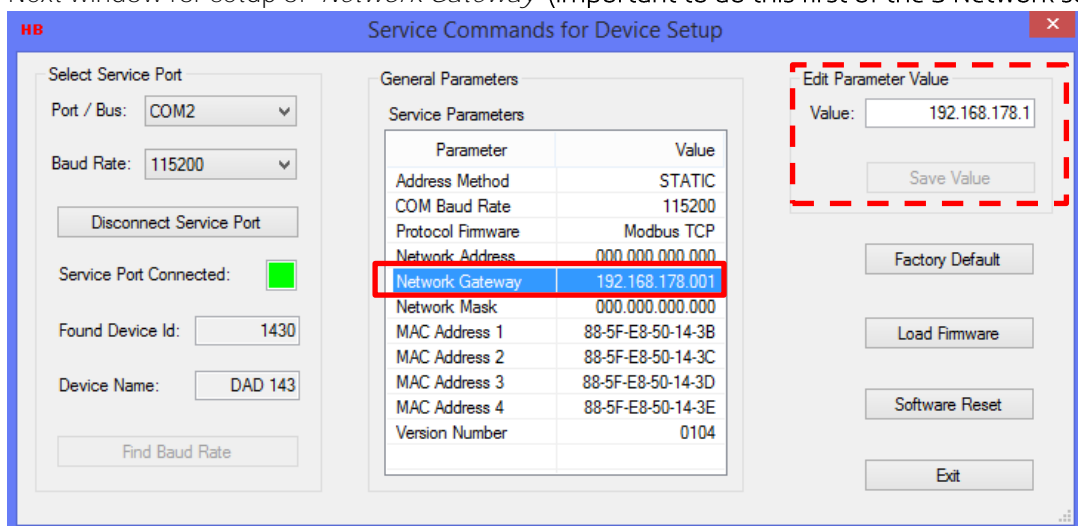 Next window for setup of "Network Gateway" (important to do this first of the 3 Network se
HB
Service Commands for Device Setup
Select Service Port
Port / Bus: COM2
Baud Rate: 115200
Disconnect Service Port
Service Port Connected:
Found Device Id: 1430
Device Name: DAD 143
Find Baud Rate
General Parameters
Service Parameters
Parameter Value
Address Method STATIC
COM Baud Rate 115200
Protocol Firmware Modbus TCP
Network Address 000.000.000.000
Network Gateway 192.168.178.001
Network Mask 000.000.000.000
MAC Address 1 88-5F-E8-50-14-3B
MAC Address 2 88-5F-E8-50-14-3C
MAC Address 3 88-5F-E8-50-14-3D
MAC Address 4 88-5F-E8-50-14-3E
Version Number 0104
Edit Parameter Value
Value: 192.168.178.1
Save Value
Factory Default
Load Firmware
Software Reset
Exit